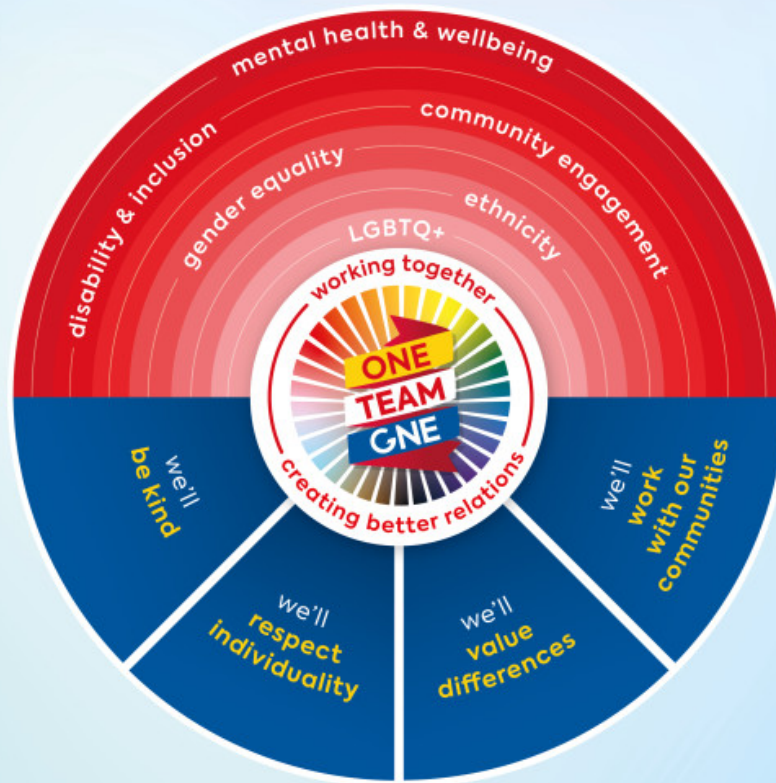 mental health & wellbeing
disability & inclusion
community engagement
gender equality
ethnicity
LGBTQ+
working together
ONE
TEAM
GNE
creating better relations
we'll
be kind
we'll
respect
individuality
we'll
value
differences
we'll
work
with our
communities